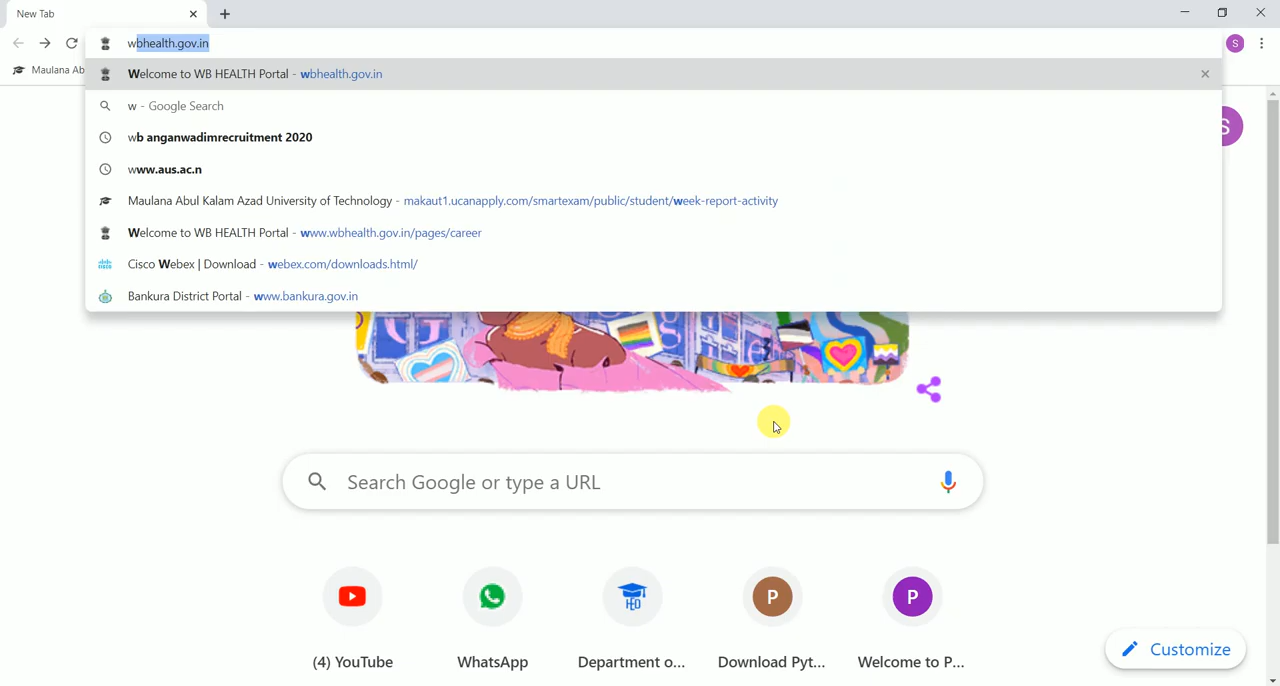 New Tab
wbhealth.gov.in
S
Maulana Ab
Welcome to WB HEALTH Portal - wbhealth.gov.in
w - Google Search
wb anganwadimrecruitment 2020
www.aus.ac.n
Maulana Abul Kalam Azad University of Technology - makaut1.ucanapply.com/smartexam/public/student/week-report-activity
Welcome to WB HEALTH Portal - www.wbhealth.gov.in/pages/career
Cisco Webex | Download - webex.com/downloads.html/
Bankura District Portal - www.bankura.gov.in
S
Search Google or type a URL
P
P
(4) YouTube
WhatsApp
Department o...
Download Pyt...
Welcome to P...
Customize